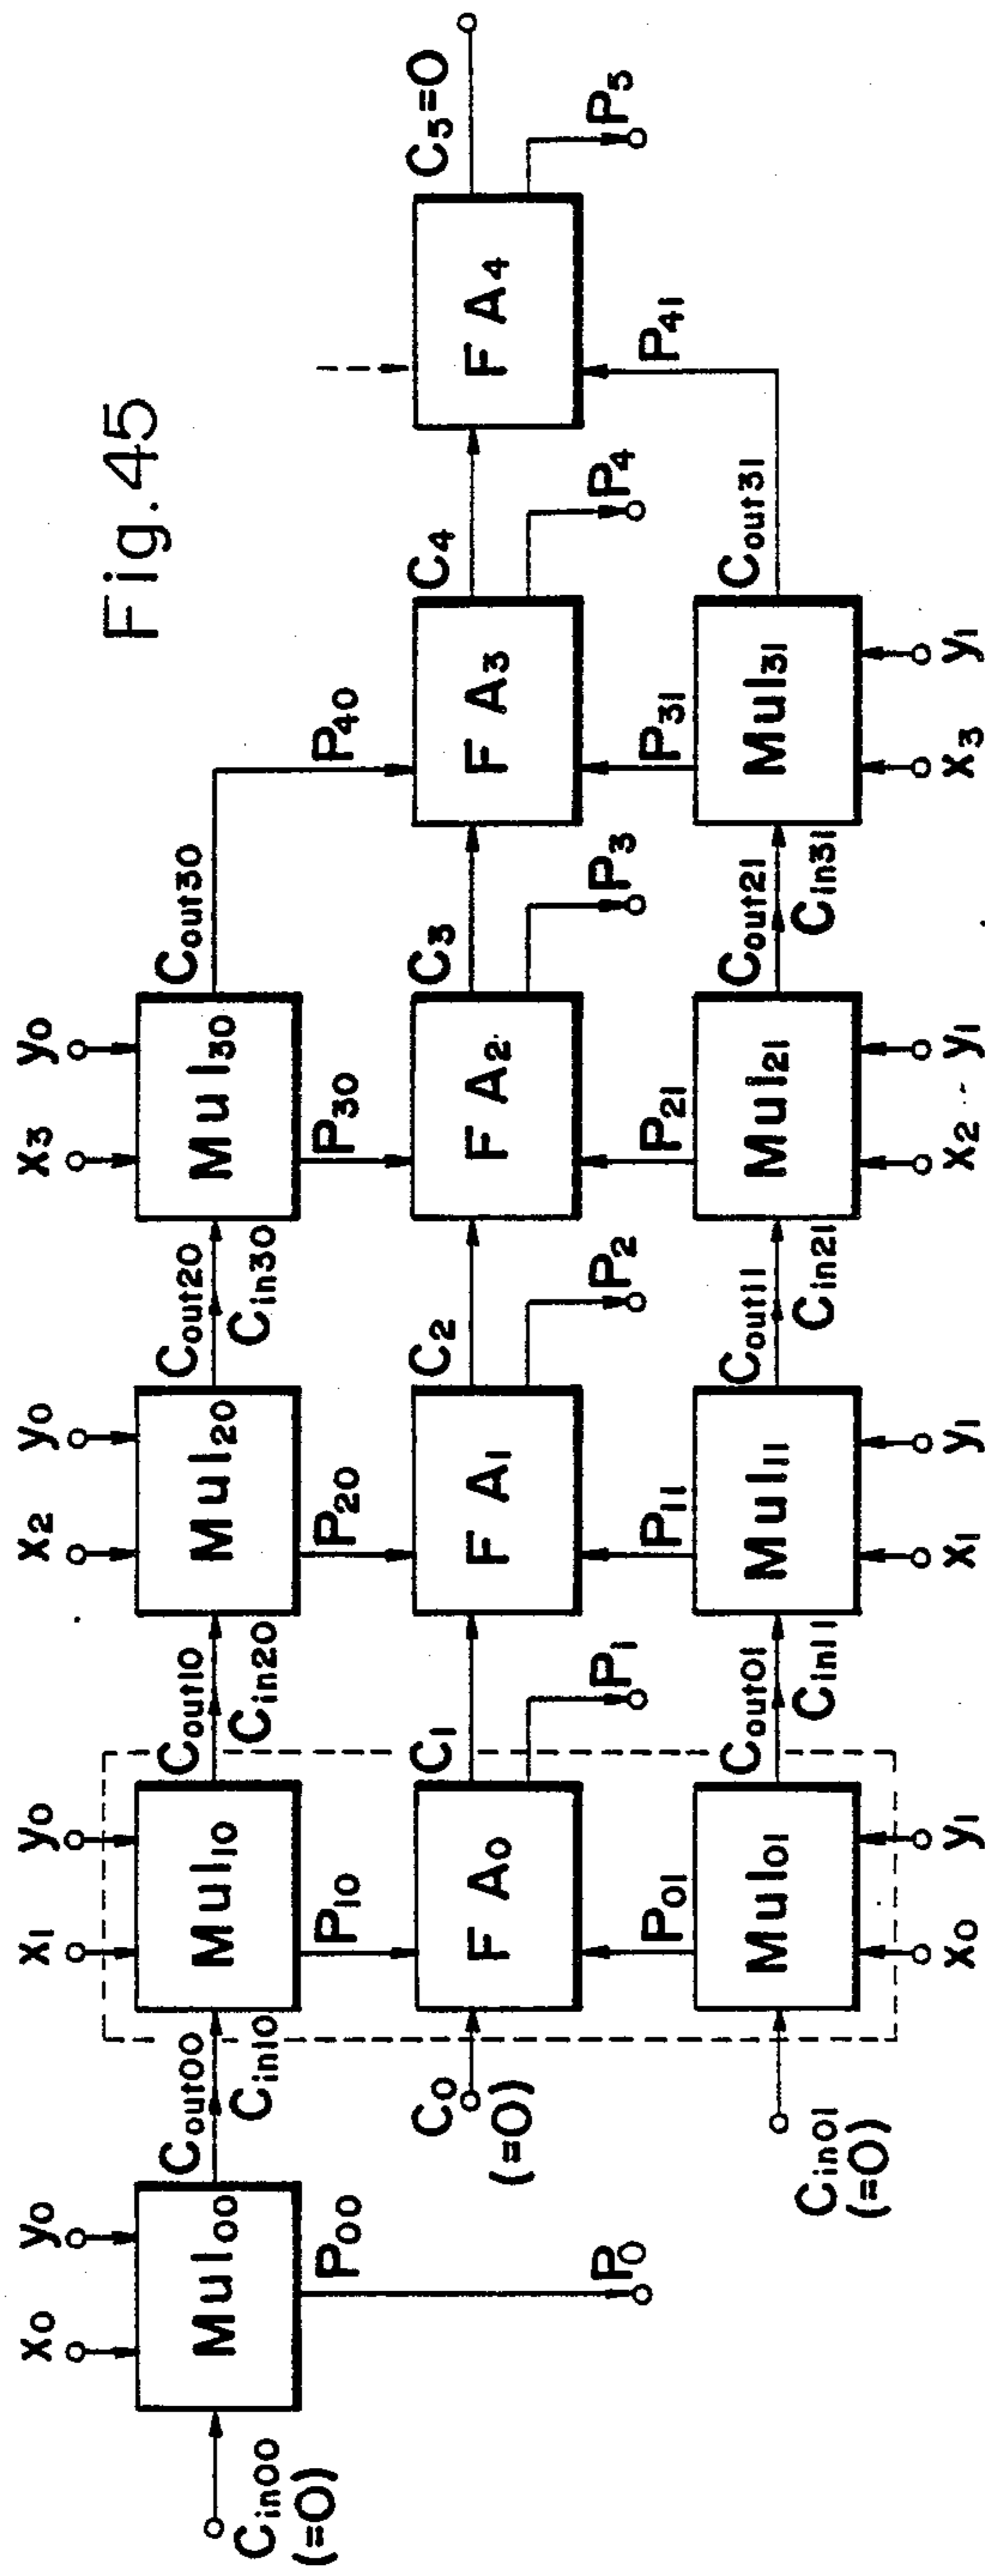 Fig. 45
x0 y0 x1 y0 x2 y0 x3 y0
Cin00 (=0) Mul00 Cout00 Cin10 Mul10 Cout10 Cin20 Mul20 Cout20 Cin30 Mul30 Cout30
P00 P10 P20 P30 P40
C0 (=0) FA0 C1 FA1 C2 FA2 C3 FA3 C4 FA4 C5=0
P0 P1 P2 P3 P4 P5
P01 P11 P21 P31 P41
Cin01 (=0) Mul01 Cout01 Cin11 Mul11 Cout11 Cin21 Mul21 Cout21 Cin31 Mul31 Cout31
x0 y1 x1 y1 x2 y1 x3 y1